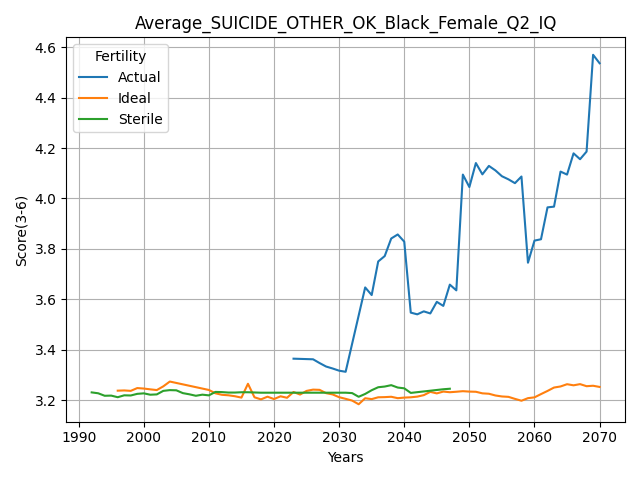 Average_SUICIDE_OTHER_OK_Black_Female_Q2_IQ
Fertility
Actual
Ideal
Sterile
Score(3-6)
4.6
4.4
4.2
4.0
3.8
3.6
3.4
3.2
1990 2000 2010 2020 2030 2040 2050 2060 2070
Years